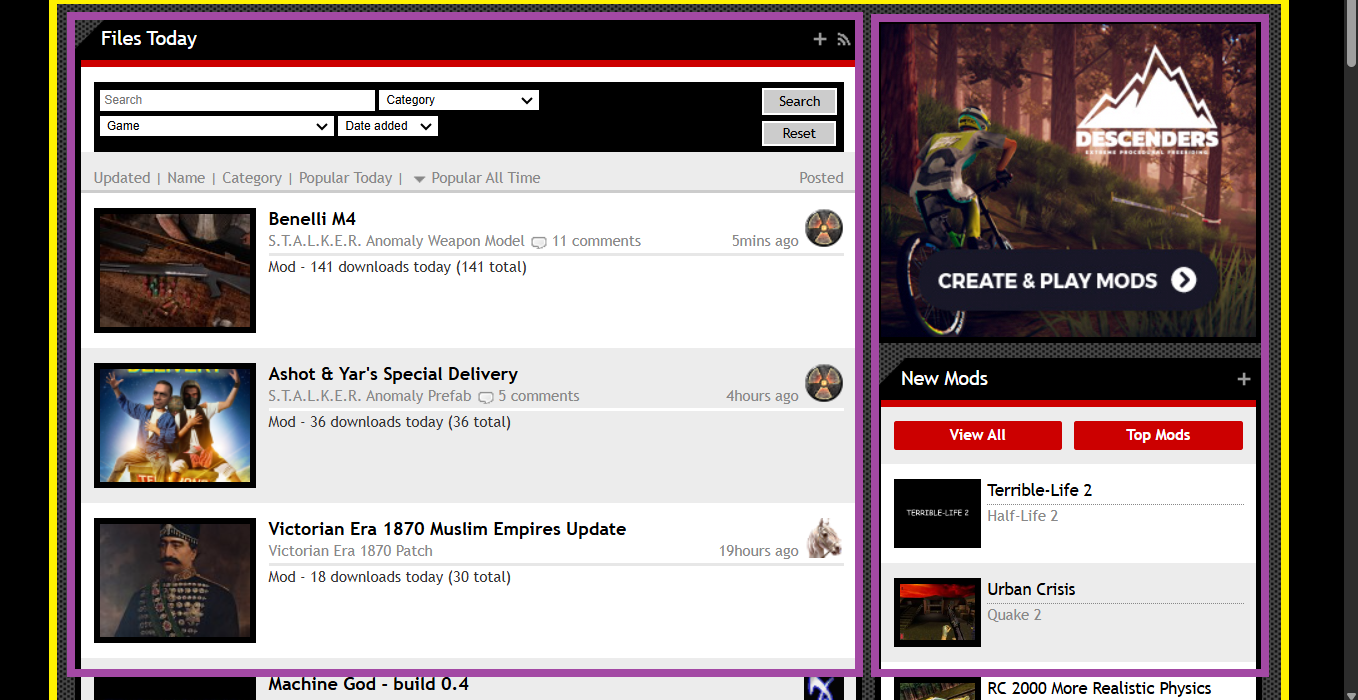 Files Today
Search
Category
Search
Game
Date added
Reset
Updated | Name | Category | Popular Today | Popular All Time
Posted
Benelli M4
S.T.A.L.K.E.R. Anomaly Weapon Model 11 comments
5mins ago
Mod - 141 downloads today (141 total)
DELIVERY
Ashot & Yar's Special Delivery
S.T.A.L.K.E.R. Anomaly Prefab 5 comments
4hours ago
Mod - 36 downloads today (36 total)
Victorian Era 1870 Muslim Empires Update
Victorian Era 1870 Patch
19hours ago
Mod - 18 downloads today (30 total)
Machine God - build 0.4
DESCENDERS
EXTREME PROCEDURAL FREERIDING
CREATE & PLAY MODS
New Mods
View All
Top Mods
TERRIBLE-LIFE 2
Terrible-Life 2
Half-Life 2
Urban Crisis
Quake 2
RC 2000 More Realistic Physics